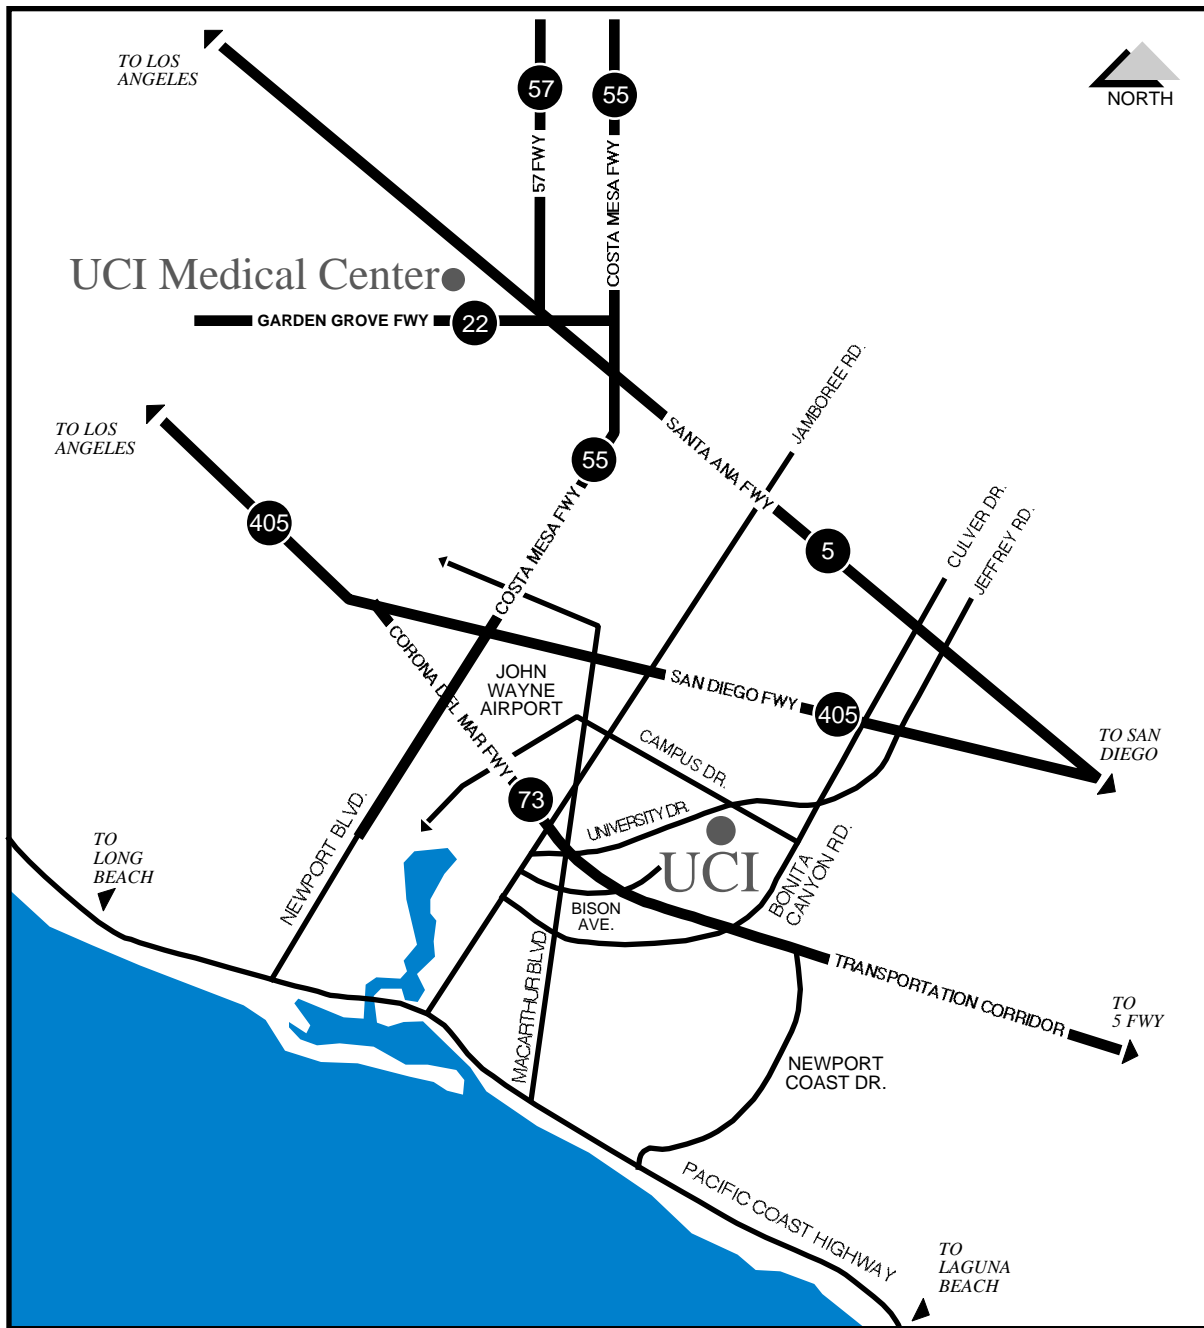 TO LOS
ANGELES
57
55
NORTH
57 FWY
COSTA MESA FWY
UCI Medical Center
GARDEN GROVE FWY
22
JAMBOREE RD.
TO LOS
ANGELES
SANTA ANA FWY
55
405
COSTA MESA FWY
5
CULVER DR.
JEFFREY RD.
CORONA DEL MAR FWY
JOHN
WAYNE
AIRPORT
SAN DIEGO FWY
405
TO SAN
DIEGO
CAMPUS DR.
73
UNIVERSITY DR.
NEWPORT BLVD.
TO
LONG
BEACH
UCI
BONITA
CANYON RD.
BISON
AVE.
MACARTHUR BLVD
TRANSPORTATION CORRIDOR
TO
5 FWY
NEWPORT
COAST DR.
PACIFIC COAST HIGHWAY
TO
LAGUNA
BEACH